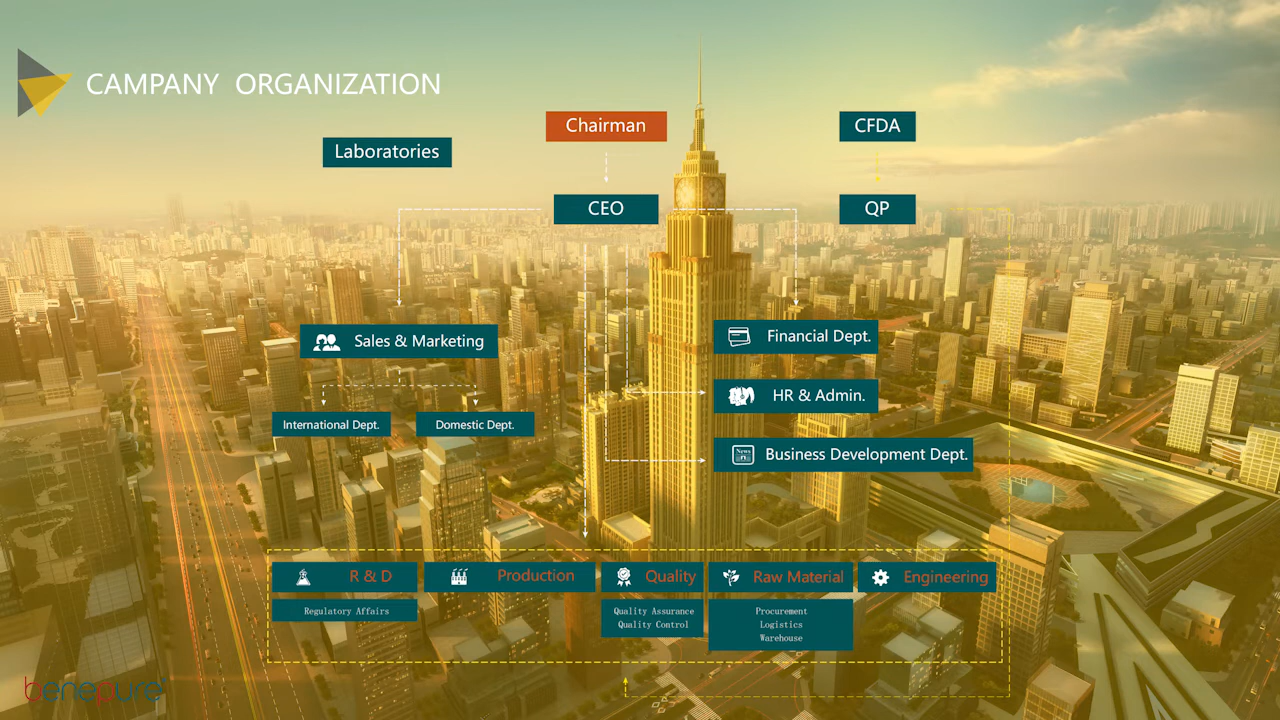 CAMPANY ORGANIZATION
Chairman
CFDA
Laboratories
CEO
QP
Sales & Marketing
Financial Dept.
HR & Admin.
International Dept.
Domestic Dept.
News
Business Development Dept.
R & D
Production
Quality
Raw Material
Engineering
Regulatory Affairs
Quality Assurance
Quality Control
Procurement
Logistics
Warehouse
benepure